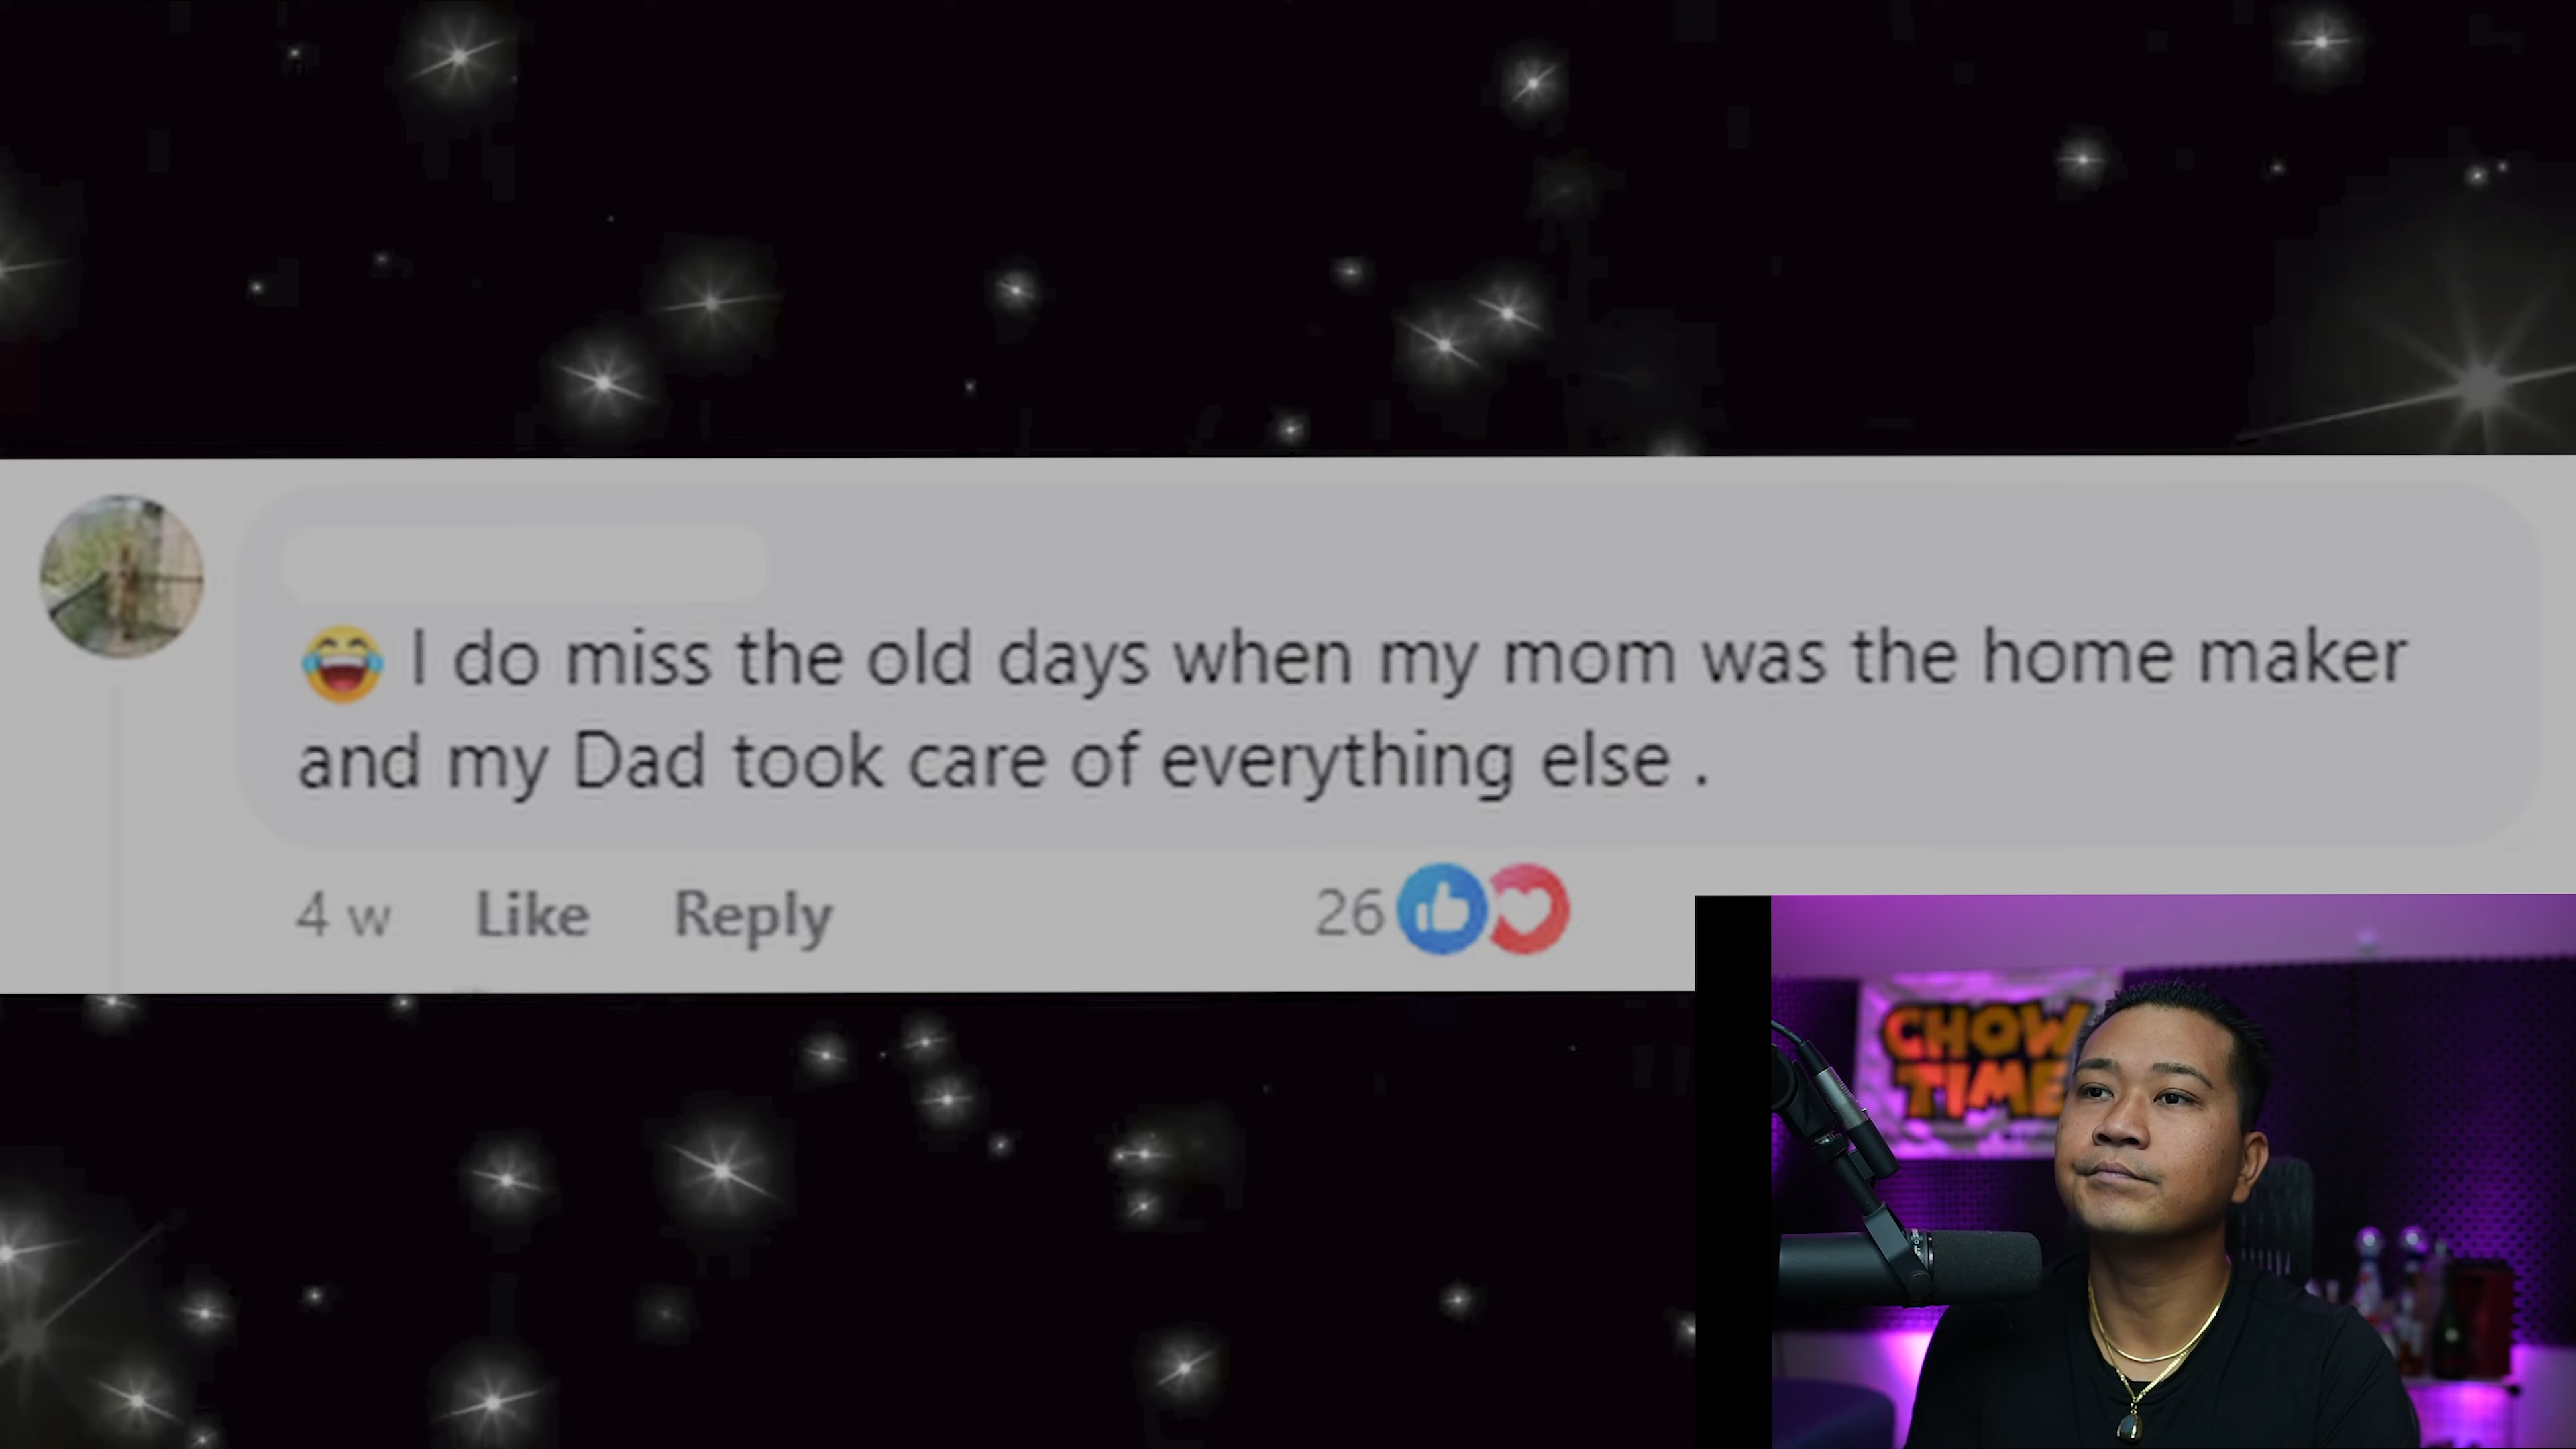 😂 I do miss the old days when my mom was the home maker
and my Dad took care of everything else .
4 w Like Reply 26
CHOW
TIME